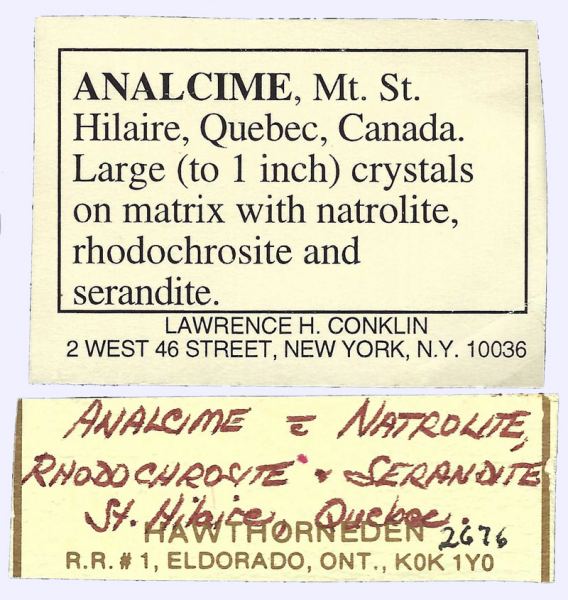 ANALCIME, Mt. St.
Hilaire, Quebec, Canada.
Large (to 1 inch) crystals
on matrix with natrolite,
rhodochrosite and
serandite.
LAWRENCE H. CONKLIN
2 WEST 46 STREET, NEW YORK, N.Y. 10036
ANALCIME c NATROLITE,
RHODOCHROSITE + SERANDITE
St. Hilaire, Quebec.
HAWTHORNEDEN 2676
R.R. # 1, ELDORADO, ONT., K0K 1Y0